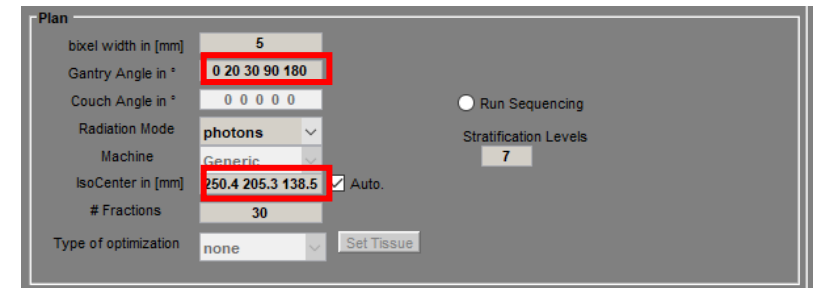 Plan
bixel width in [mm] 5
Gantry Angle in ° 0 20 30 90 180
Couch Angle in ° 0 0 0 0 0
Run Sequencing
Radiation Mode photons
Stratification Levels
Machine Generic
7
IsoCenter in [mm] 250.4 205.3 138.5 Auto.
# Fractions 30
Type of optimization none Set Tissue